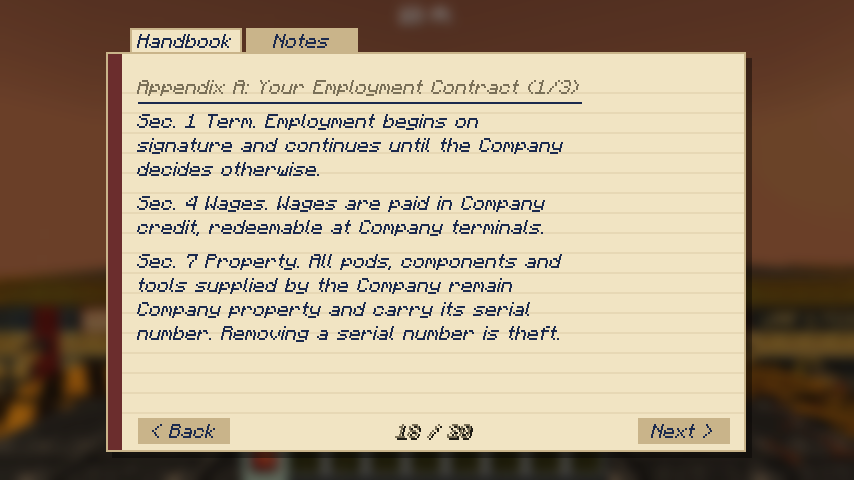 Handbook
Notes
Appendix A: Your Employment Contract (1/3)
Sec. 1 Term. Employment begins on
signature and continues until the Company
decides otherwise.
Sec. 4 Wages. Wages are paid in Company
credit, redeemable at Company terminals.
Sec. 7 Property. All pods, components and
tools supplied by the Company remain
Company property and carry its serial
number. Removing a serial number is theft.
< Back
18 / 20
Next >